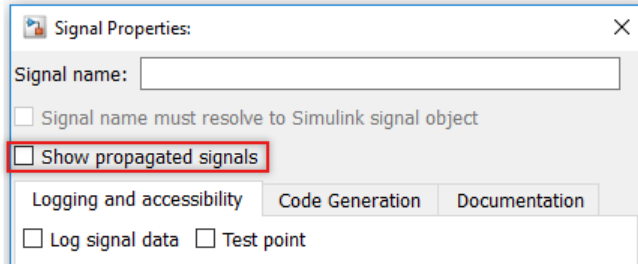 Signal Properties:
Signal name:
Signal name must resolve to Simulink signal object
Show propagated signals
Logging and accessibility Code Generation Documentation
Log signal data Test point